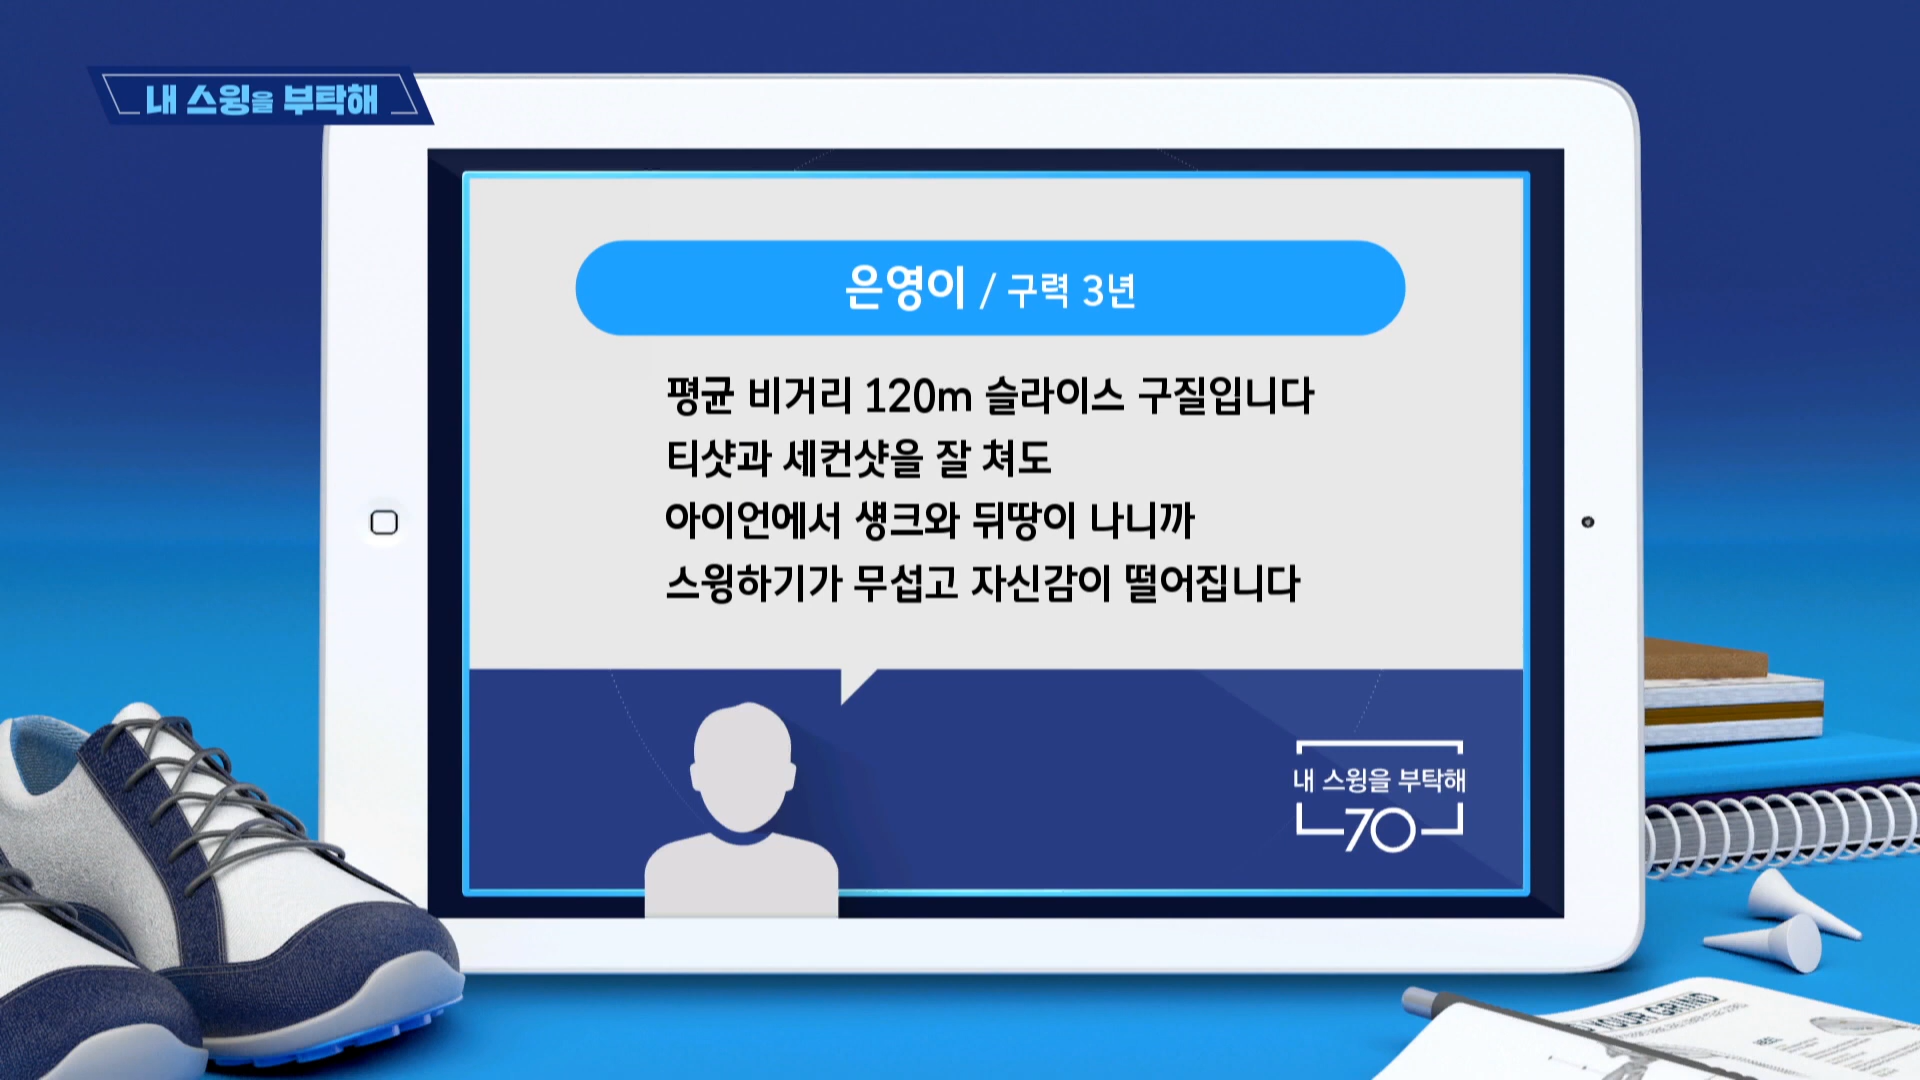 내 스윙을 부탁해
은영이 / 구력 3년
평균 비거리 120m 슬라이스 구질입니다
티샷과 세컨샷을 잘 쳐도
아이언에서 섕크와 뒤땅이 나니까
스윙하기가 무섭고 자신감이 떨어집니다
내 스윙을 부탁해
70
YOUR GRIND